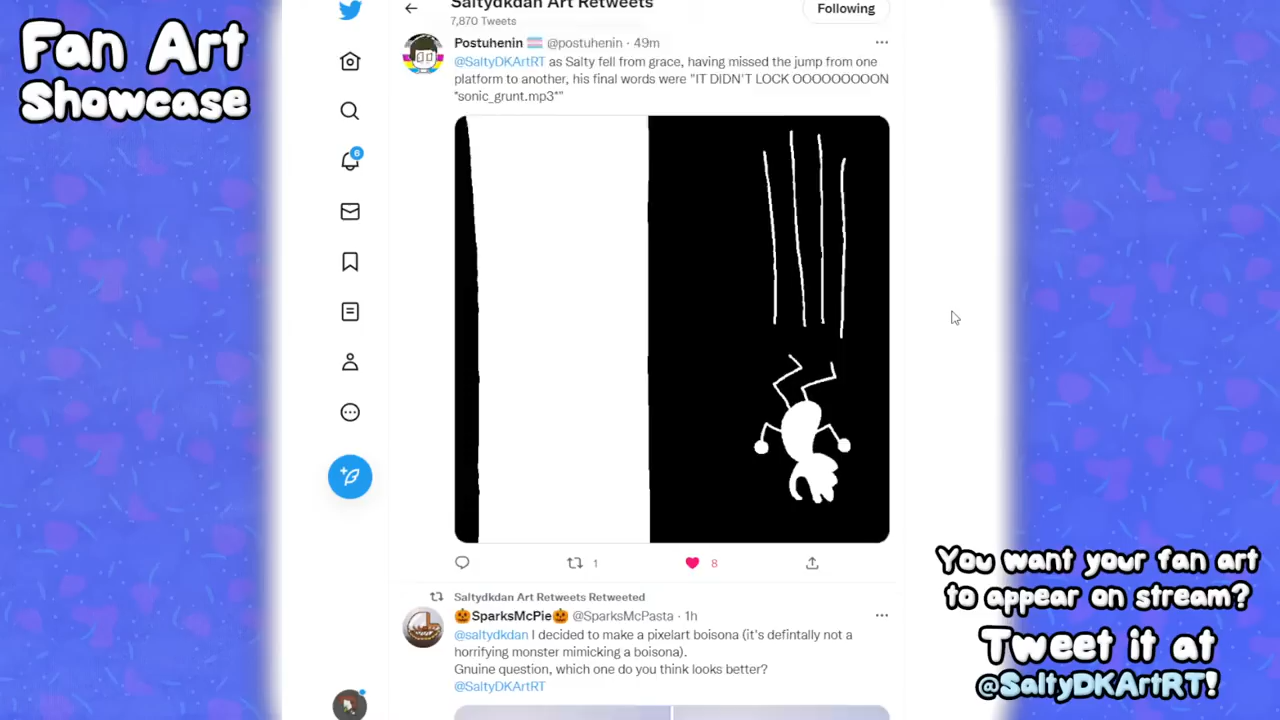 Fan Art
Showcase
Saltydkdan Art Retweets
7,870 Tweets
Following
6
Postuhenin @postuhenin · 49m
@SaltyDKArtRT as Salty fell from grace, having missed the jump from one
platform to another, his final words were "IT DIDN'T LOCK OOOOOOOOON
*sonic_grunt.mp3*"
1
8
Saltydkdan Art Retweets Retweeted
🎃SparksMcPie🎃 @SparksMcPasta · 1h
@saltydkdan I decided to make a pixelart boisona (it's defintally not a
horrifying monster mimicking a boisona).
Gnuine question, which one do you think looks better?
@SaltyDKArtRT
You want your fan art
to appear on stream?
Tweet it at
@SaltyDKArtRT!